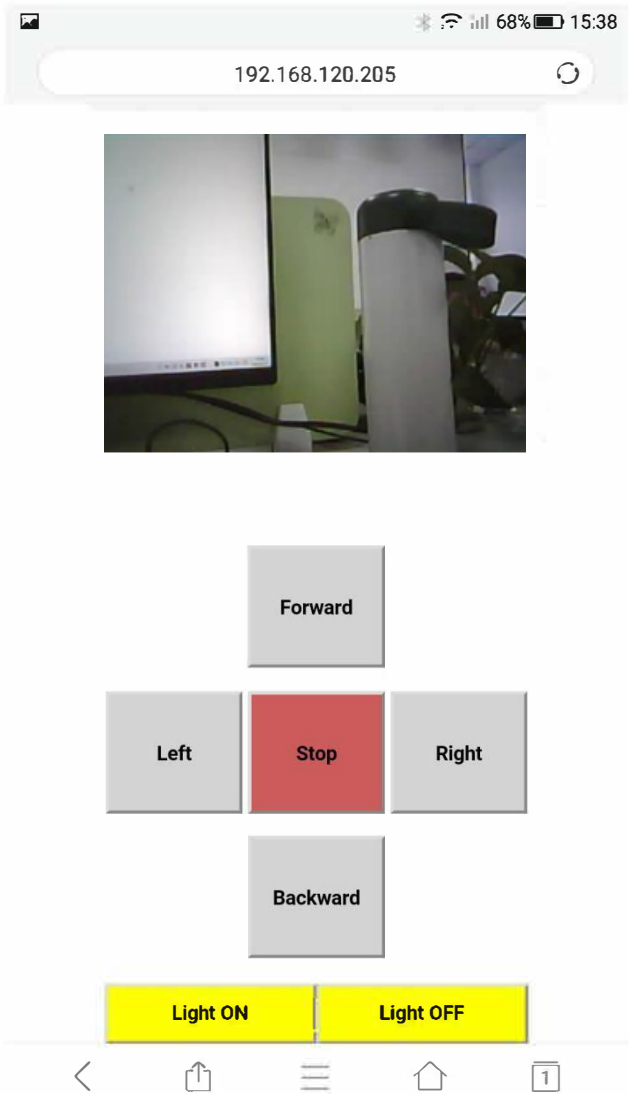 68% 15:38
192.168.120.205
Forward
Left Stop Right
Backward
Light ON Light OFF
1